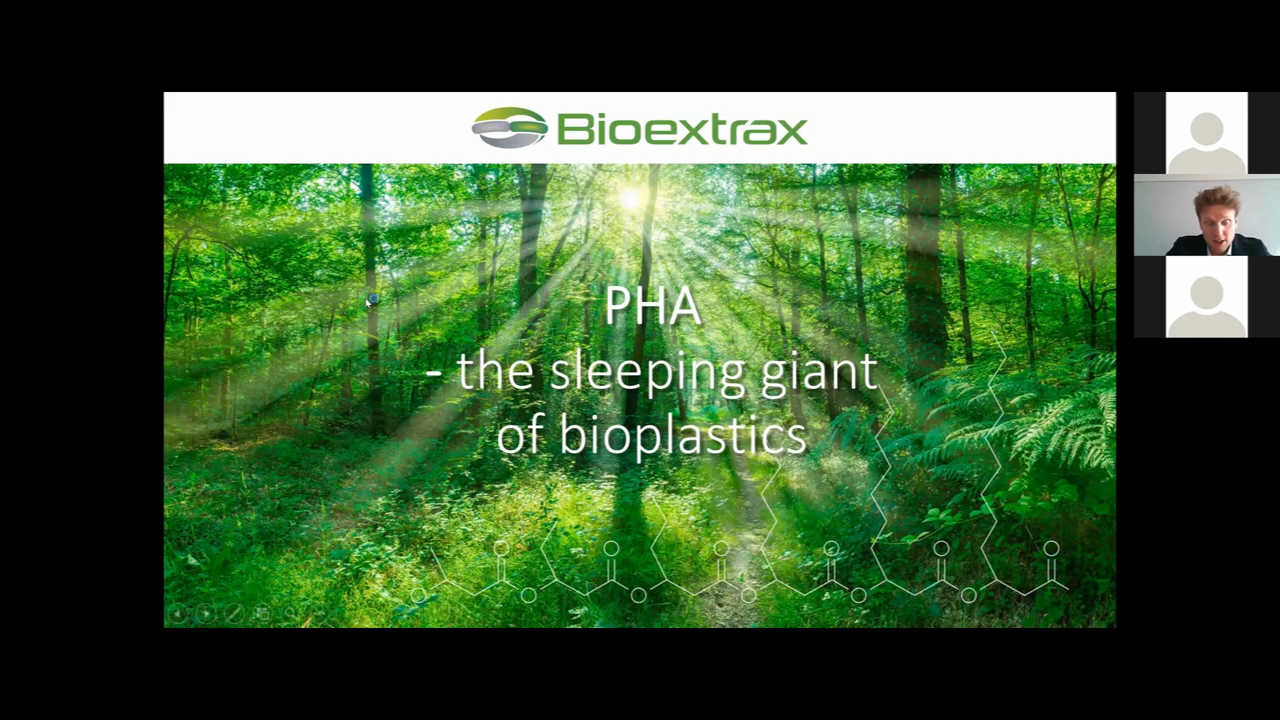 Bioextrax
PHA
- the sleeping giant
of bioplastics